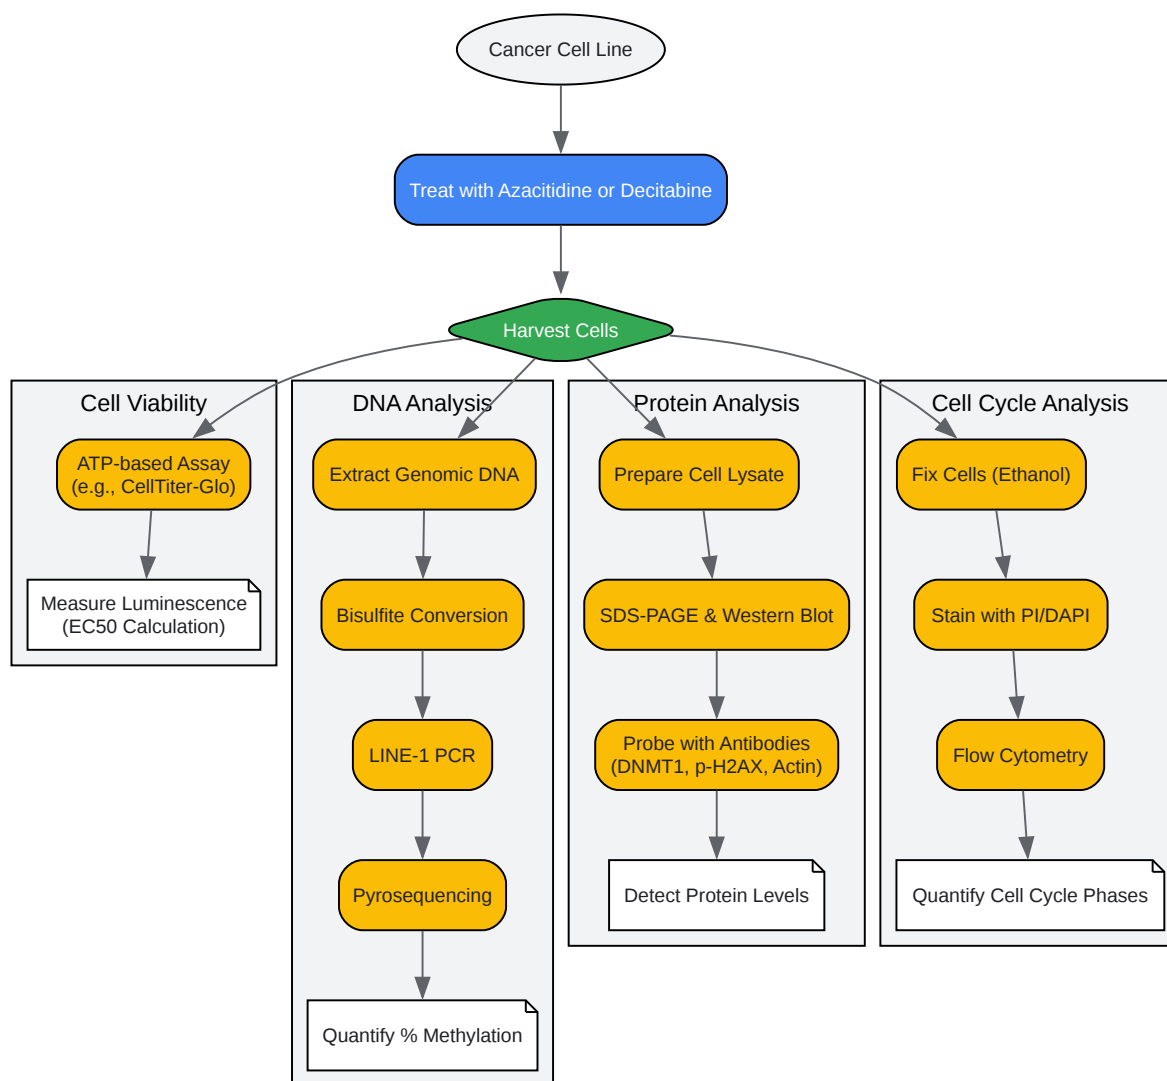 Cancer Cell Line
Treat with Azacitidine or Decitabine
Harvest Cells
Cell Viability
ATP-based Assay
(e.g., CellTiter-Glo)
Measure Luminescence
(EC50 Calculation)
DNA Analysis
Extract Genomic DNA
Bisulfite Conversion
LINE-1 PCR
Pyrosequencing
Quantify % Methylation
Protein Analysis
Prepare Cell Lysate
SDS-PAGE & Western Blot
Probe with Antibodies
(DNMT1, p-H2AX, Actin)
Detect Protein Levels
Cell Cycle Analysis
Fix Cells (Ethanol)
Stain with PI/DAPI
Flow Cytometry
Quantify Cell Cycle Phases